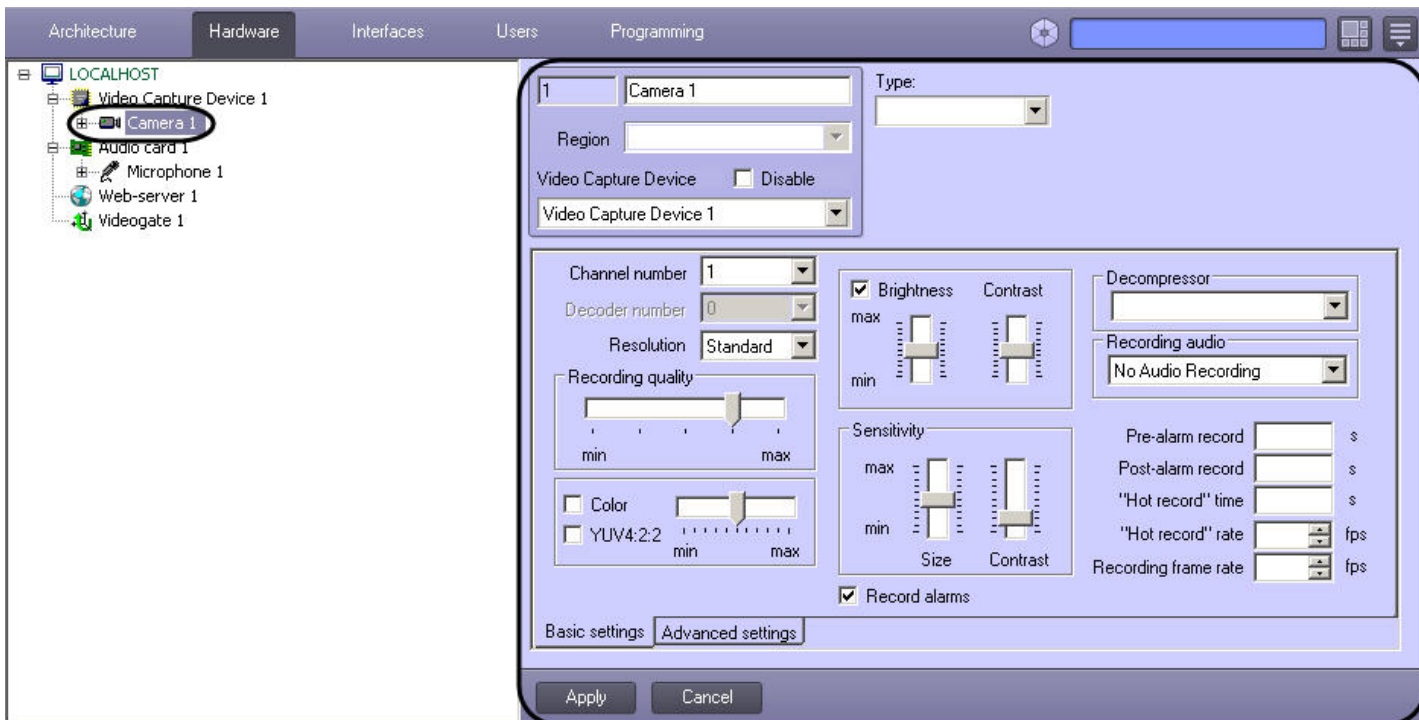 Architecture Hardware Interfaces Users Programming
LOCALHOST
Video Capture Device 1
Camera 1
Audio card 1
Microphone 1
Web-server 1
Videogate 1
1 Camera 1
Region
Video Capture Device Disable
Video Capture Device 1
Type:
Channel number 1
Decoder number 0
Resolution Standard
Recording quality
min max
Color
YUV4:2:2
min max
Brightness Contrast
max
min
Sensitivity
max
min
Size Contrast
Record alarms
Decompressor
Recording audio
No Audio Recording
Pre-alarm record s
Post-alarm record s
"Hot record" time s
"Hot record" rate fps
Recording frame rate fps
Basic settings Advanced settings
Apply Cancel